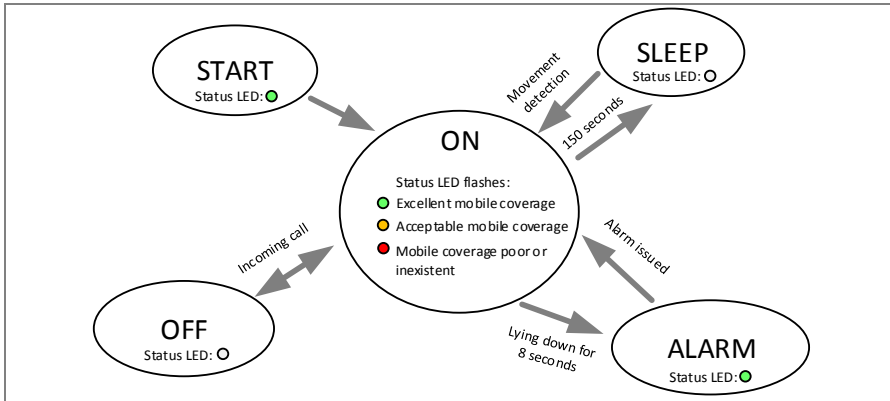 START
Status LED:
SLEEP
Status LED:
Movement
detection
150 seconds
ON
Status LED flashes:
Excellent mobile coverage
Acceptable mobile coverage
Mobile coverage poor or
inexistent
Incoming call
Alarm issued
OFF
Status LED:
Lying down for
8 seconds
ALARM
Status LED: